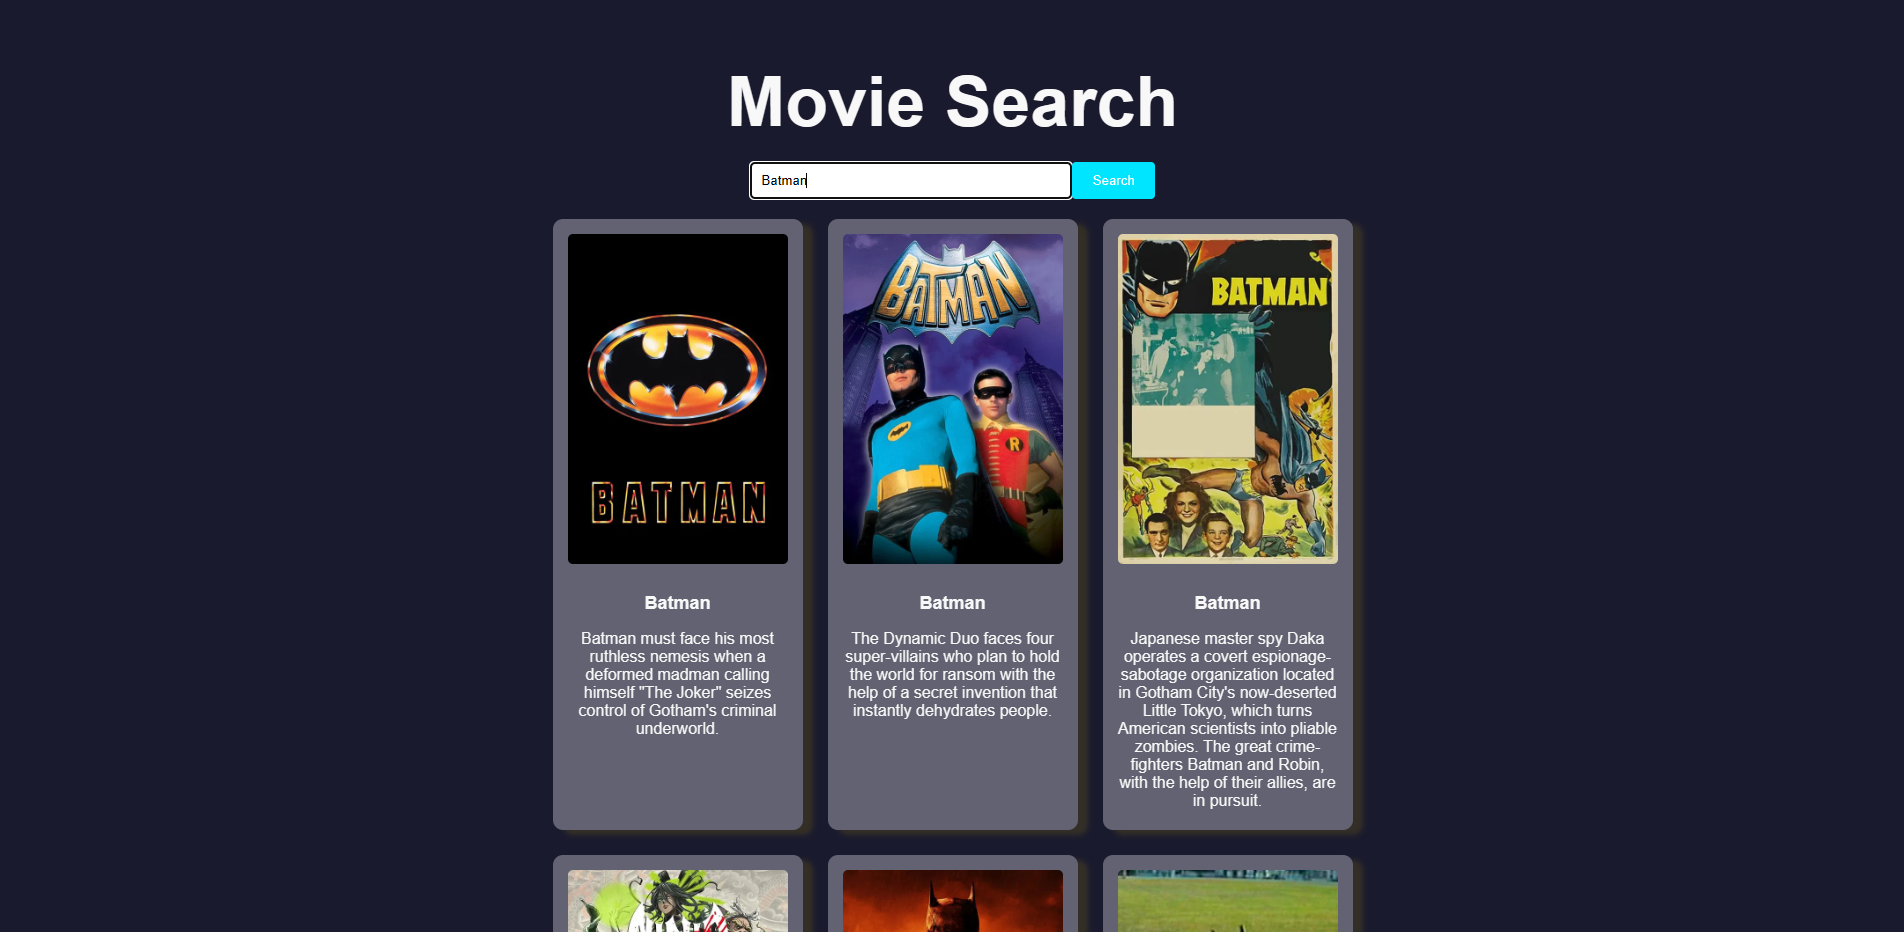 Movie Search
Batman
Search
BATMAN
BATMAN
R
BATMAN
Batman
Batman must face his most
ruthless nemesis when a
deformed madman calling
himself "The Joker" seizes
control of Gotham's criminal
underworld.
Batman
The Dynamic Duo faces four
super-villains who plan to hold
the world for ransom with the
help of a secret invention that
instantly dehydrates people.
Batman
Japanese master spy Daka
operates a covert espionage-
sabotage organization located
in Gotham City's now-deserted
Little Tokyo, which turns
American scientists into pliable
zombies. The great crime-
fighters Batman and Robin,
with the help of their allies, are
in pursuit.